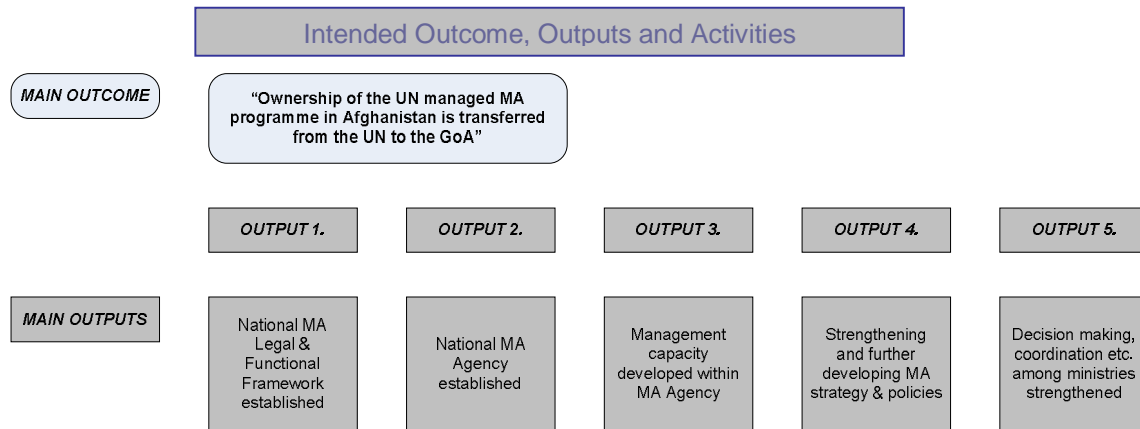 Intended Outcome, Outputs and Activities
MAIN OUTCOME
“Ownership of the UN managed MA
programme in Afghanistan is transferred
from the UN to the GoA”
OUTPUT 1.
OUTPUT 2.
OUTPUT 3.
OUTPUT 4.
OUTPUT 5.
MAIN OUTPUTS
National MA
Legal &
Functional
Framework
established
National MA
Agency
established
Management
capacity
developed within
MA Agency
Strengthening
and further
developing MA
strategy & policies
Decision making,
coordination etc.
among ministries
strengthened